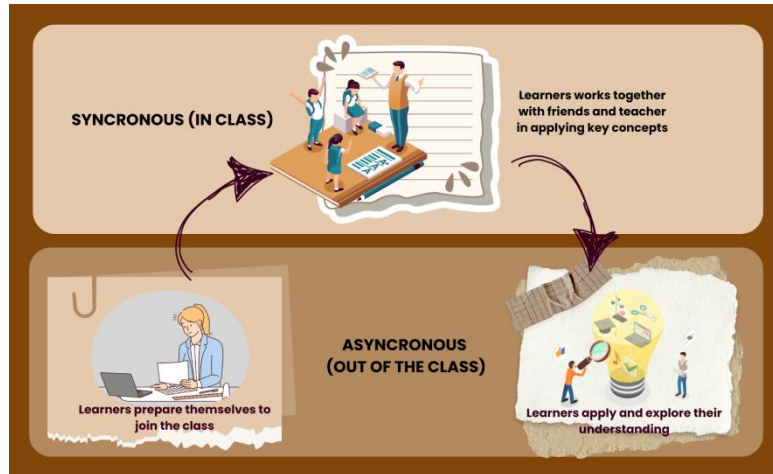 SYNCRONOUS (IN CLASS)
Learners works together
with friends and teacher
in applying key concepts
ASYNCRONOUS
(OUT OF THE CLASS)
Learners prepare themselves to
join the class
Learners apply and explore their
understanding